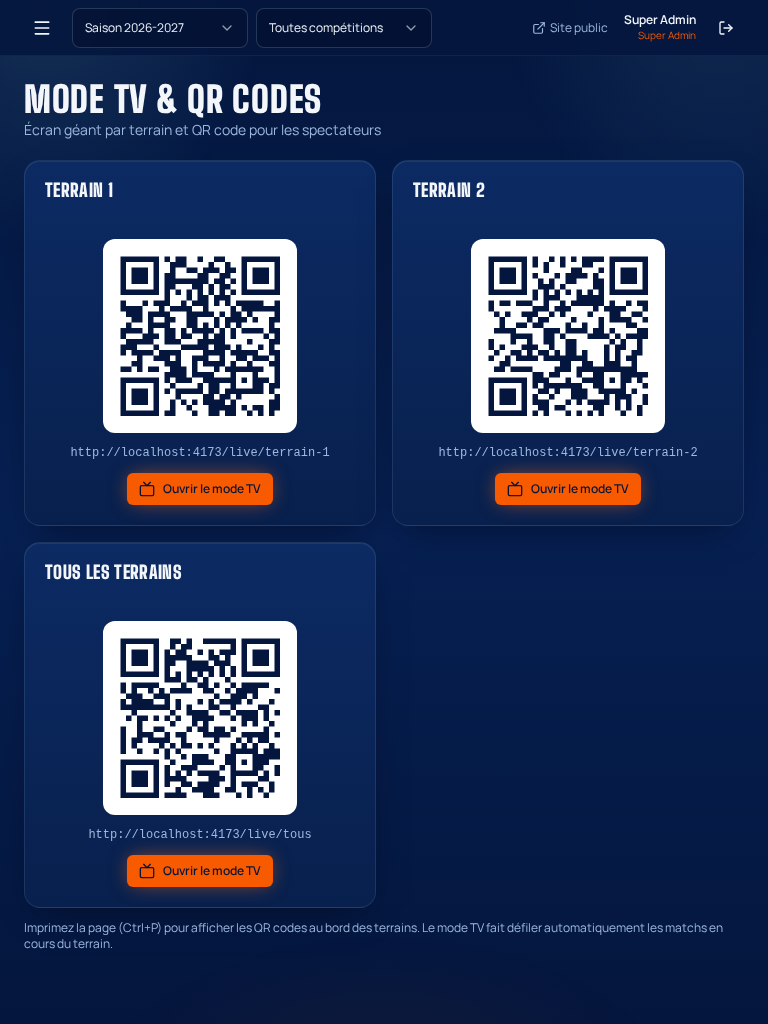 Saison 2026-2027
Toutes compétitions
Site public
Super Admin
Super Admin
MODE TV & QR CODES
Écran géant par terrain et QR code pour les spectateurs
TERRAIN 1
http://localhost:4173/live/terrain-1
Ouvrir le mode TV
TERRAIN 2
http://localhost:4173/live/terrain-2
Ouvrir le mode TV
TOUS LES TERRAINS
http://localhost:4173/live/tous
Ouvrir le mode TV
Imprimez la page (Ctrl+P) pour afficher les QR codes au bord des terrains. Le mode TV fait défiler automatiquement les matchs en
cours du terrain.